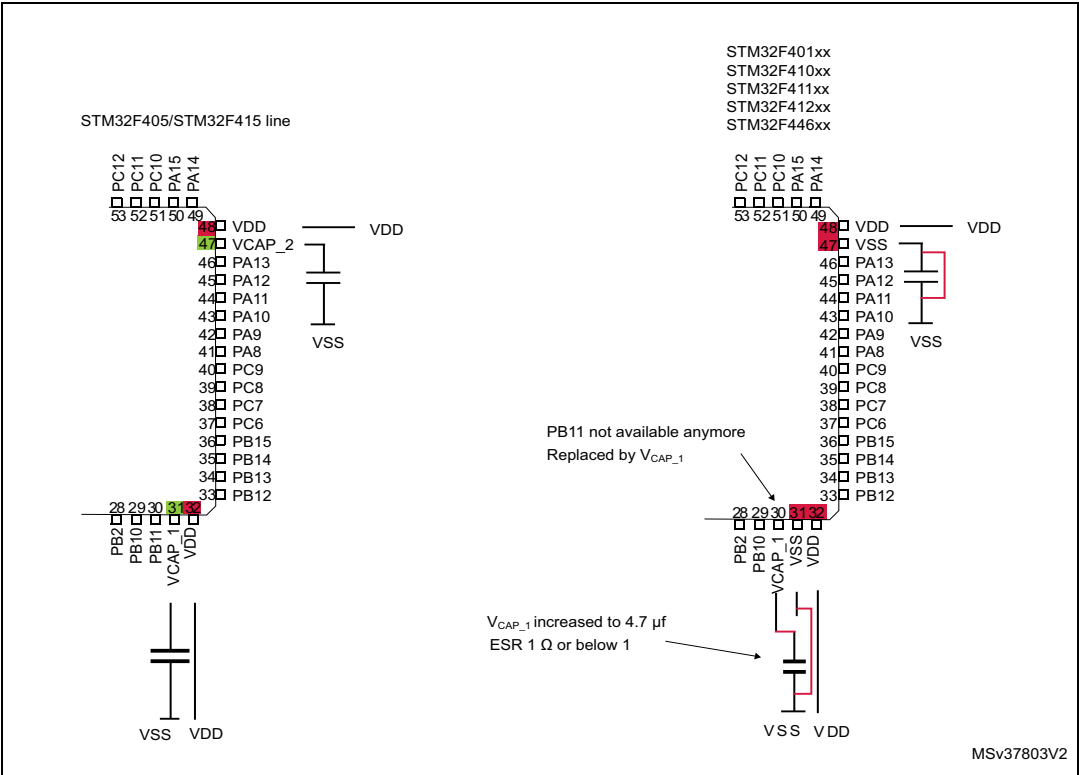 STM32F405/STM32F415 line
PC12
PC11
PC10
PA15
PA14
53 52 51 50 49
48 VDD
VDD
47 VCAP_2
46 PA13
45 PA12
44 PA11
43 PA10
42 PA9
41 PA8
40 PC9
39 PC8
38 PC7
37 PC6
36 PB15
35 PB14
34 PB13
33 PB12
VSS
28 29 30 31 32
PB2
PB10
PB11
VCAP_1
VDD
VSS VDD
STM32F401xx
STM32F410xx
STM32F411xx
STM32F412xx
STM32F446xx
PC12
PC11
PC10
PA15
PA14
53 52 51 50 49
48 VDD
VDD
47 VSS
46 PA13
45 PA12
44 PA11
43 PA10
42 PA9
41 PA8
40 PC9
39 PC8
38 PC7
37 PC6
36 PB15
35 PB14
34 PB13
33 PB12
VSS
PB11 not available anymore
Replaced by VCAP_1
28 29 30 31 32
PB2
PB10
VCAP_1
VSS
VDD
VCAP_1 increased to 4.7 µf
ESR 1 Ω or below 1
VSS VDD
MSv37803V2